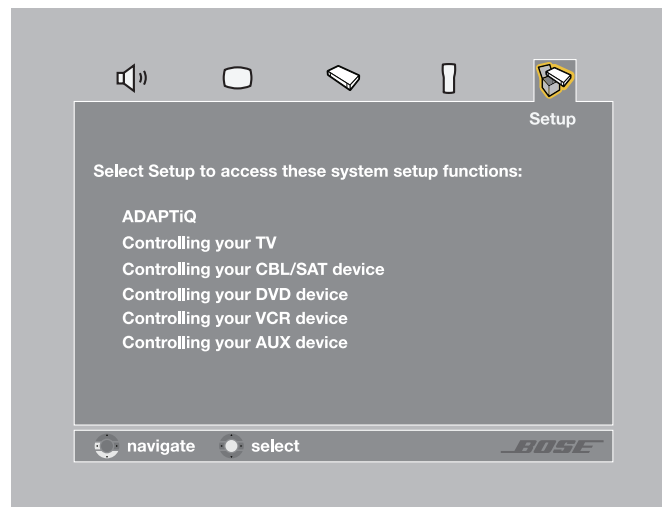 Setup
Select Setup to access these system setup functions:
ADAPTiQ
Controlling your TV
Controlling your CBL/SAT device
Controlling your DVD device
Controlling your VCR device
Controlling your AUX device
navigate select BOSE